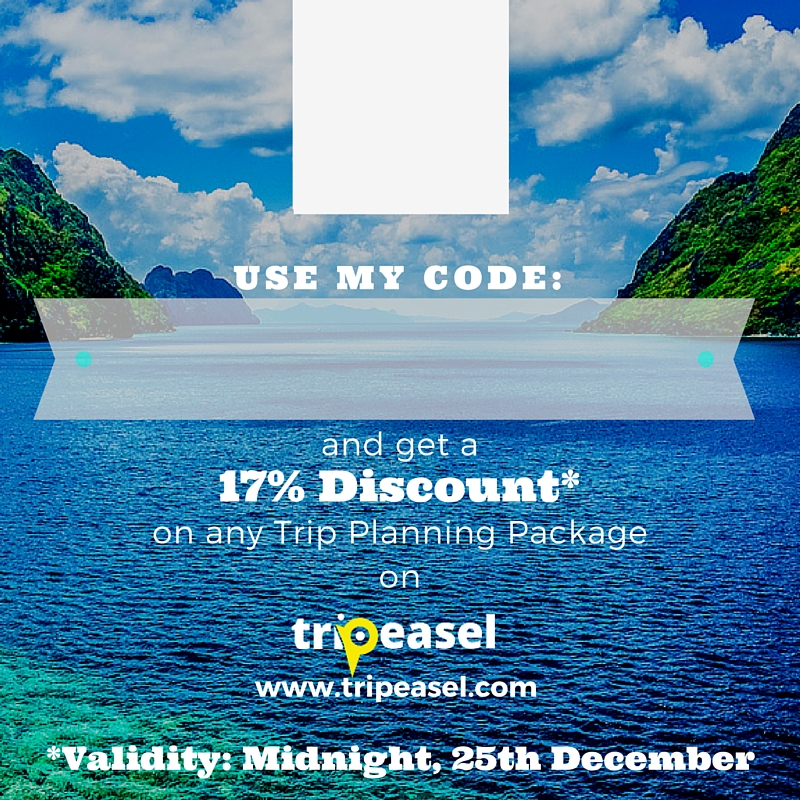 USE MY CODE:
and get a
17% Discount*
on any Trip Planning Package
on
tripeasel
www.tripeasel.com
*Validity: Midnight, 25th December